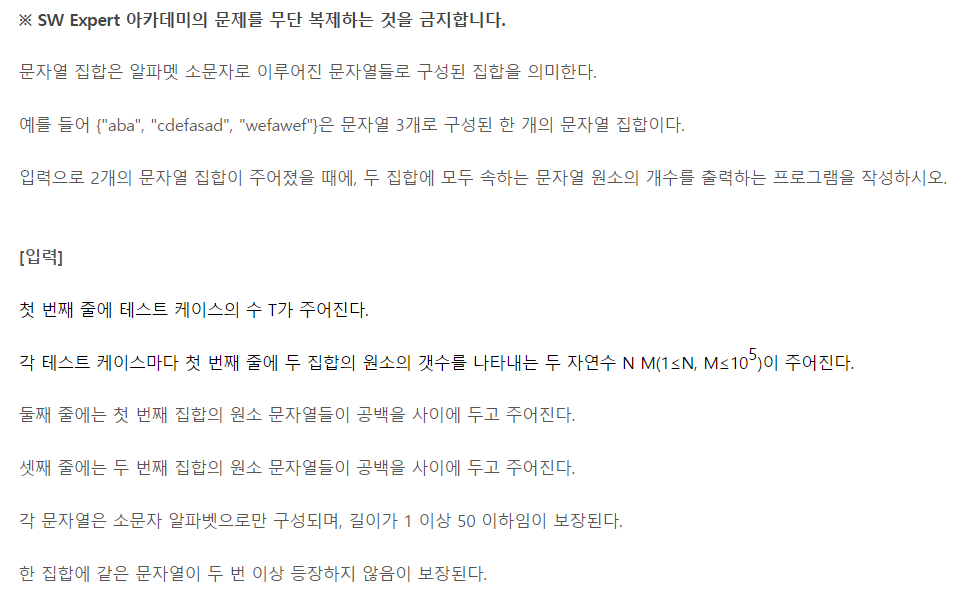 ※ SW Expert 아카데미의 문제를 무단 복제하는 것을 금지합니다.
문자열 집합은 알파멧 소문자로 이루어진 문자열들로 구성된 집합을 의미한다.
예를 들어 {"aba", "cdefasad", "wefawef"}은 문자열 3개로 구성된 한 개의 문자열 집합이다.
입력으로 2개의 문자열 집합이 주어졌을 때에, 두 집합에 모두 속하는 문자열 원소의 개수를 출력하는 프로그램을 작성하시오.
[입력]
첫 번째 줄에 테스트 케이스의 수 T가 주어진다.
각 테스트 케이스마다 첫 번째 줄에 두 집합의 원소의 갯수를 나타내는 두 자연수 N M(1≤N, M≤10⁵)이 주어진다.
둘째 줄에는 첫 번째 집합의 원소 문자열들이 공백을 사이에 두고 주어진다.
셋째 줄에는 두 번째 집합의 원소 문자열들이 공백을 사이에 두고 주어진다.
각 문자열은 소문자 알파벳으로만 구성되며, 길이가 1 이상 50 이하임이 보장된다.
한 집합에 같은 문자열이 두 번 이상 등장하지 않음이 보장된다.